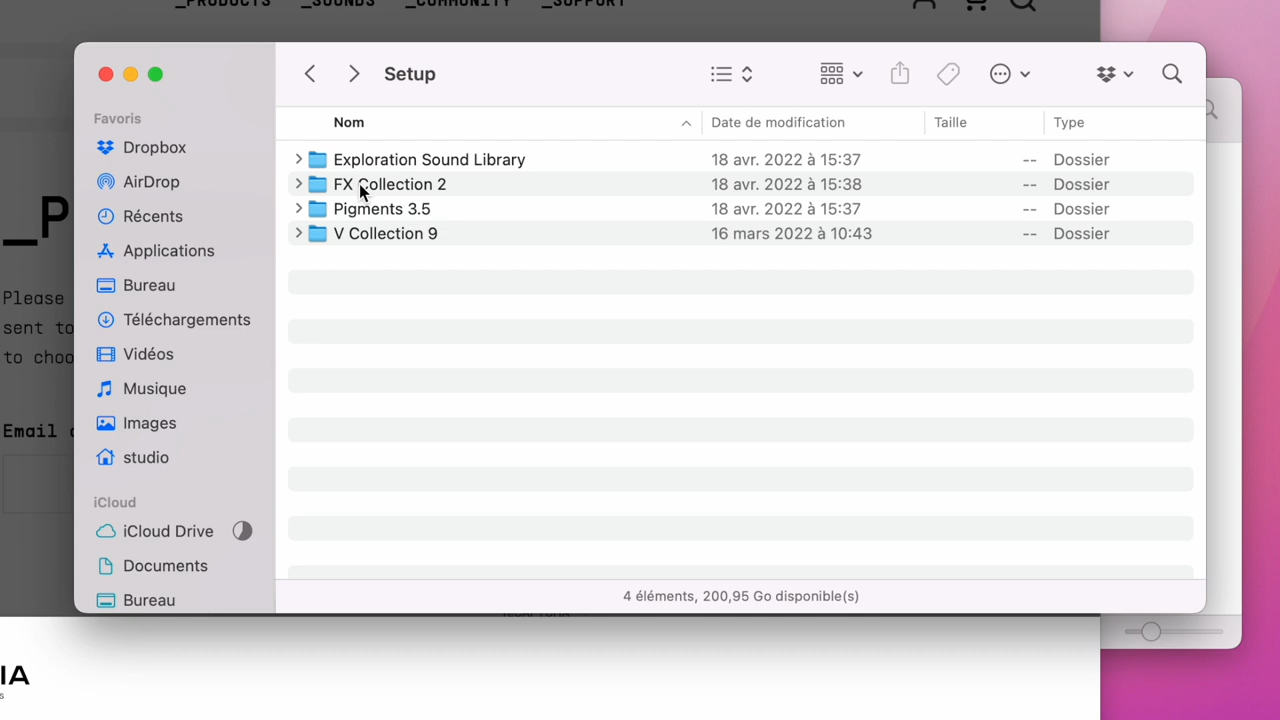 _PRODUCTS _SOUNDS _COMMUNITY _SUPPORT
Setup
Favoris
Dropbox
AirDrop
Récents
Applications
Bureau
Téléchargements
Vidéos
Musique
Images
studio
iCloud
iCloud Drive
Documents
Bureau
Nom Date de modification Taille Type
Exploration Sound Library 18 avr. 2022 à 15:37 -- Dossier
FX Collection 2 18 avr. 2022 à 15:38 -- Dossier
Pigments 3.5 18 avr. 2022 à 15:37 -- Dossier
V Collection 9 16 mars 2022 à 10:43 -- Dossier
4 éléments, 200,95 Go disponible(s)
_P
Please
sent to
to choo
Email
IA
s